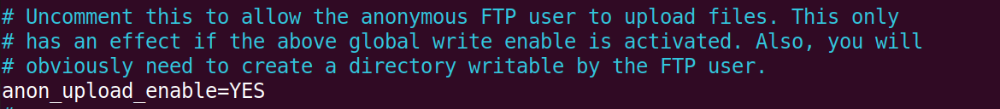 # Uncomment this to allow the anonymous FTP user to upload files. This only
# has an effect if the above global write enable is activated. Also, you will
# obviously need to create a directory writable by the FTP user.
anon_upload_enable=YES